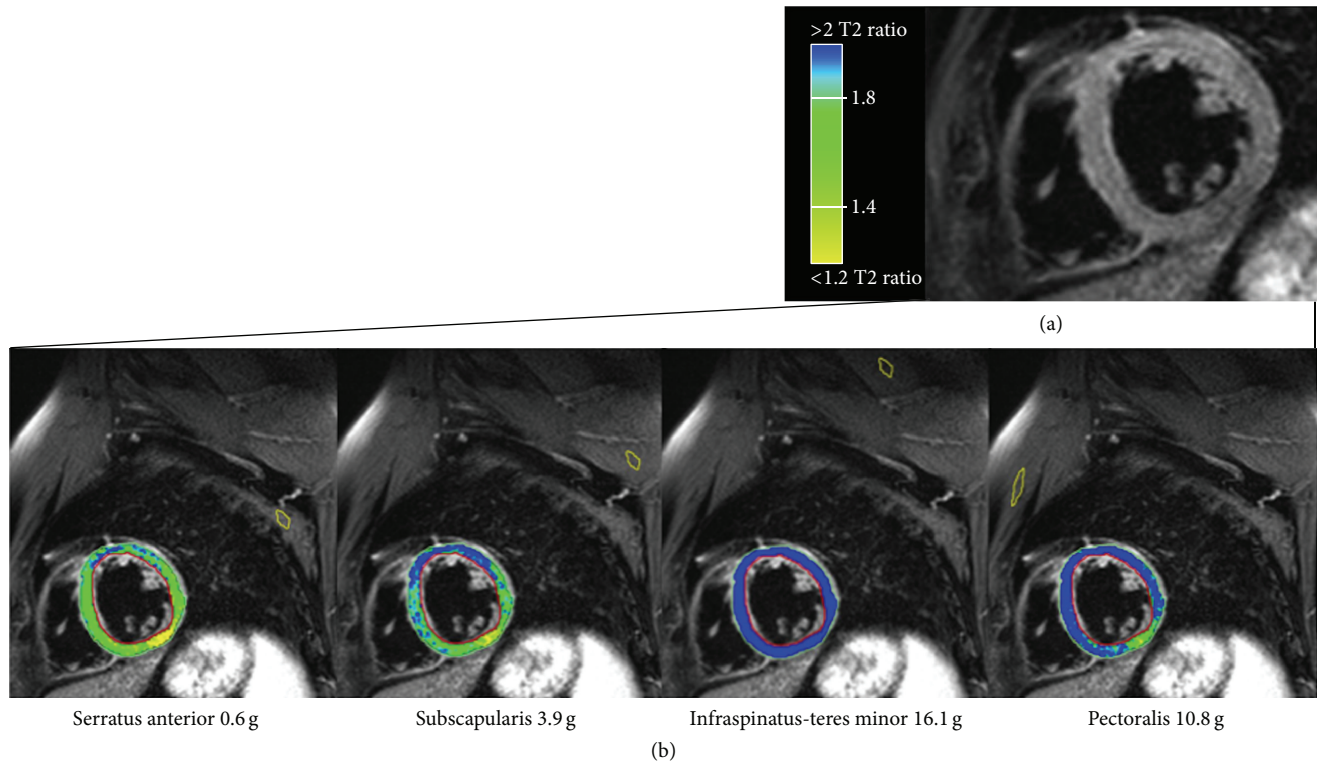 >2 T2 ratio
1.8
1.4
<1.2 T2 ratio
(a)
Serratus anterior 0.6 g
Subscapularis 3.9 g
Infraspinatus-teres minor 16.1 g
Pectoralis 10.8 g
(b)